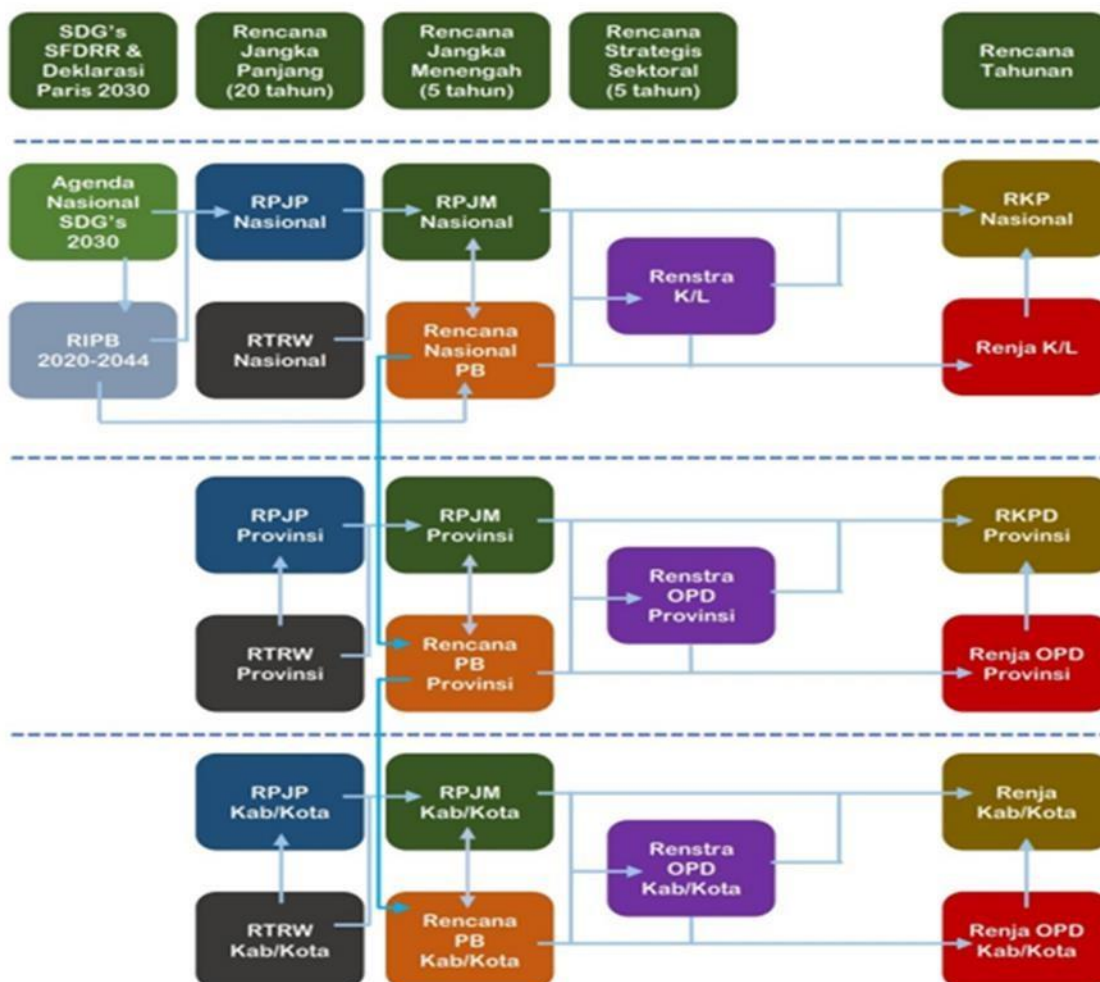 SDG's
SFDRR &
Deklarasi
Paris 2030
Rencana
Jangka
Panjang
(20 tahun)
Rencana
Jangka
Menengah
(5 tahun)
Rencana
Strategis
Sektoral
(5 tahun)
Rencana
Tahunan
Agenda
Nasional
SDG's
2030
RPJP
Nasional
RPJM
Nasional
RKP
Nasional
Renstra
K/L
RIPB
2020-2044
RTRW
Nasional
Rencana
Nasional
PB
Renja K/L
RPJP
Provinsi
RPJM
Provinsi
RKPD
Provinsi
Renstra
OPD
Provinsi
RTRW
Provinsi
Rencana
PB
Provinsi
Renja OPD
Provinsi
RPJP
Kab/Kota
RPJM
Kab/Kota
Renja
Kab/Kota
Renstra
OPD
Kab/Kota
RTRW
Kab/Kota
Rencana
PB
Kab/Kota
Renja OPD
Kab/Kota